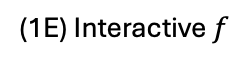 (1E) Interactive f